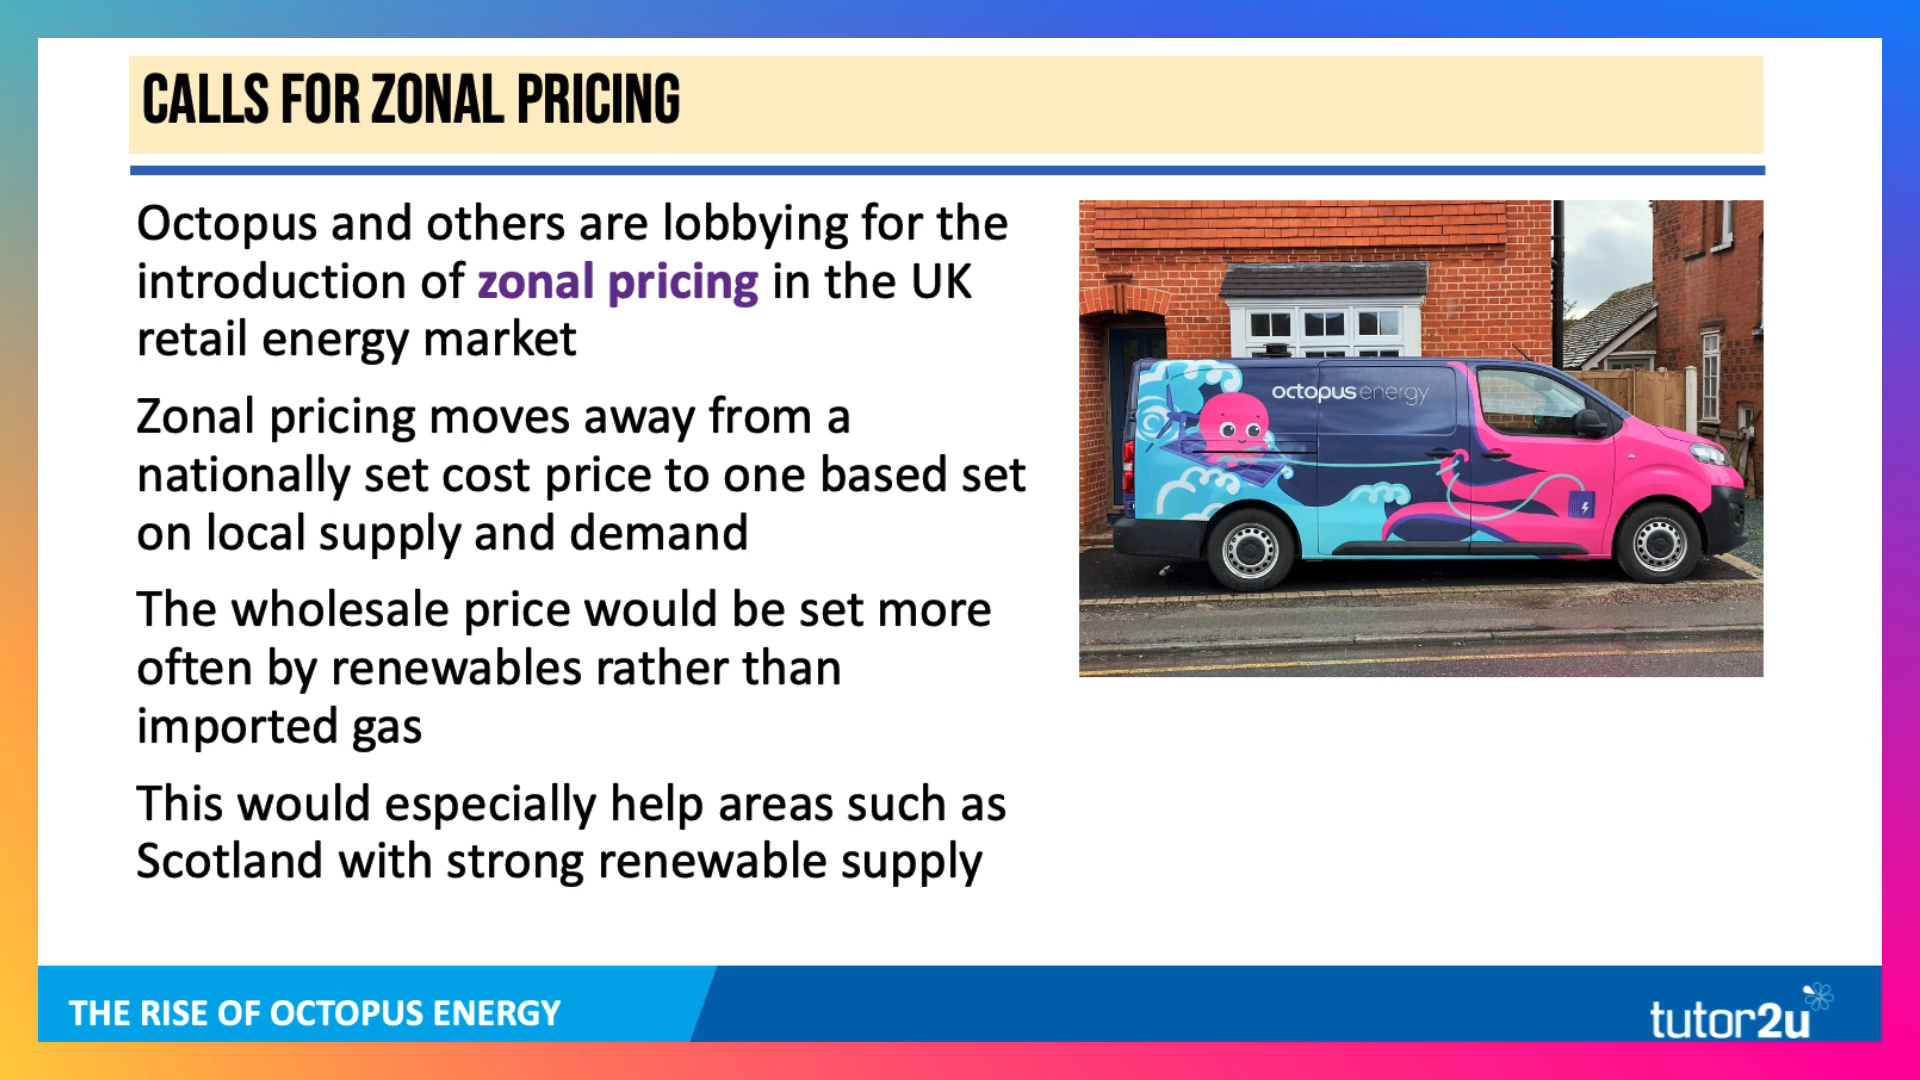 CALLS FOR ZONAL PRICING
Octopus and others are lobbying for the
introduction of zonal pricing in the UK
retail energy market
Zonal pricing moves away from a
nationally set cost price to one based set
on local supply and demand
The wholesale price would be set more
often by renewables rather than
imported gas
This would especially help areas such as
Scotland with strong renewable supply
octopusenergy
THE RISE OF OCTOPUS ENERGY
tutor2u